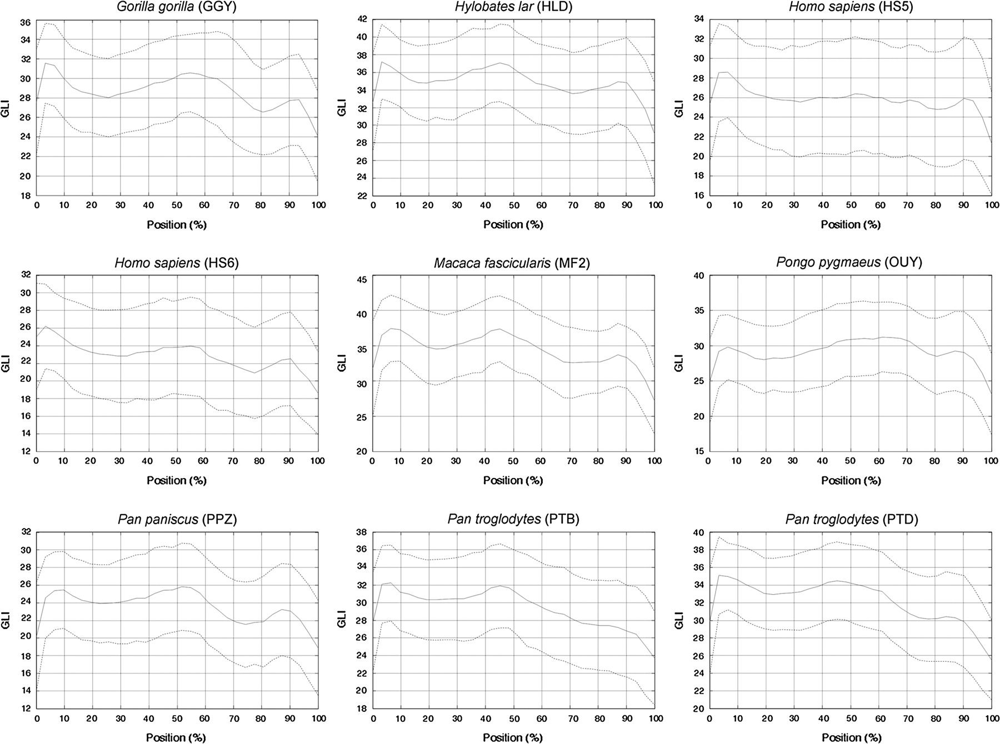 Gorilla gorilla (GGY)
36
34
32
30
28
26
24
22
20
18
GLI
0 10 20 30 40 50 60 70 80 90 100
Position (%)
Hylobates lar (HLD)
42
40
38
36
34
32
30
28
26
24
22
GLI
0 10 20 30 40 50 60 70 80 90 100
Position (%)
Homo sapiens (HS5)
34
32
30
28
26
24
22
20
18
16
GLI
0 10 20 30 40 50 60 70 80 90 100
Position (%)
Homo sapiens (HS6)
32
30
28
26
24
22
20
18
16
14
12
GLI
0 10 20 30 40 50 60 70 80 90 100
Position (%)
Macaca fascicularis (MF2)
45
40
35
30
25
20
GLI
0 10 20 30 40 50 60 70 80 90 100
Position (%)
Pongo pygmaeus (OUY)
40
35
30
25
20
15
GLI
0 10 20 30 40 50 60 70 80 90 100
Position (%)
Pan paniscus (PPZ)
32
30
28
26
24
22
20
18
16
14
12
GLI
0 10 20 30 40 50 60 70 80 90 100
Position (%)
Pan troglodytes (PTB)
38
36
34
32
30
28
26
24
22
20
18
GLI
0 10 20 30 40 50 60 70 80 90 100
Position (%)
Pan troglodytes (PTD)
40
38
36
34
32
30
28
26
24
22
20
GLI
0 10 20 30 40 50 60 70 80 90 100
Position (%)